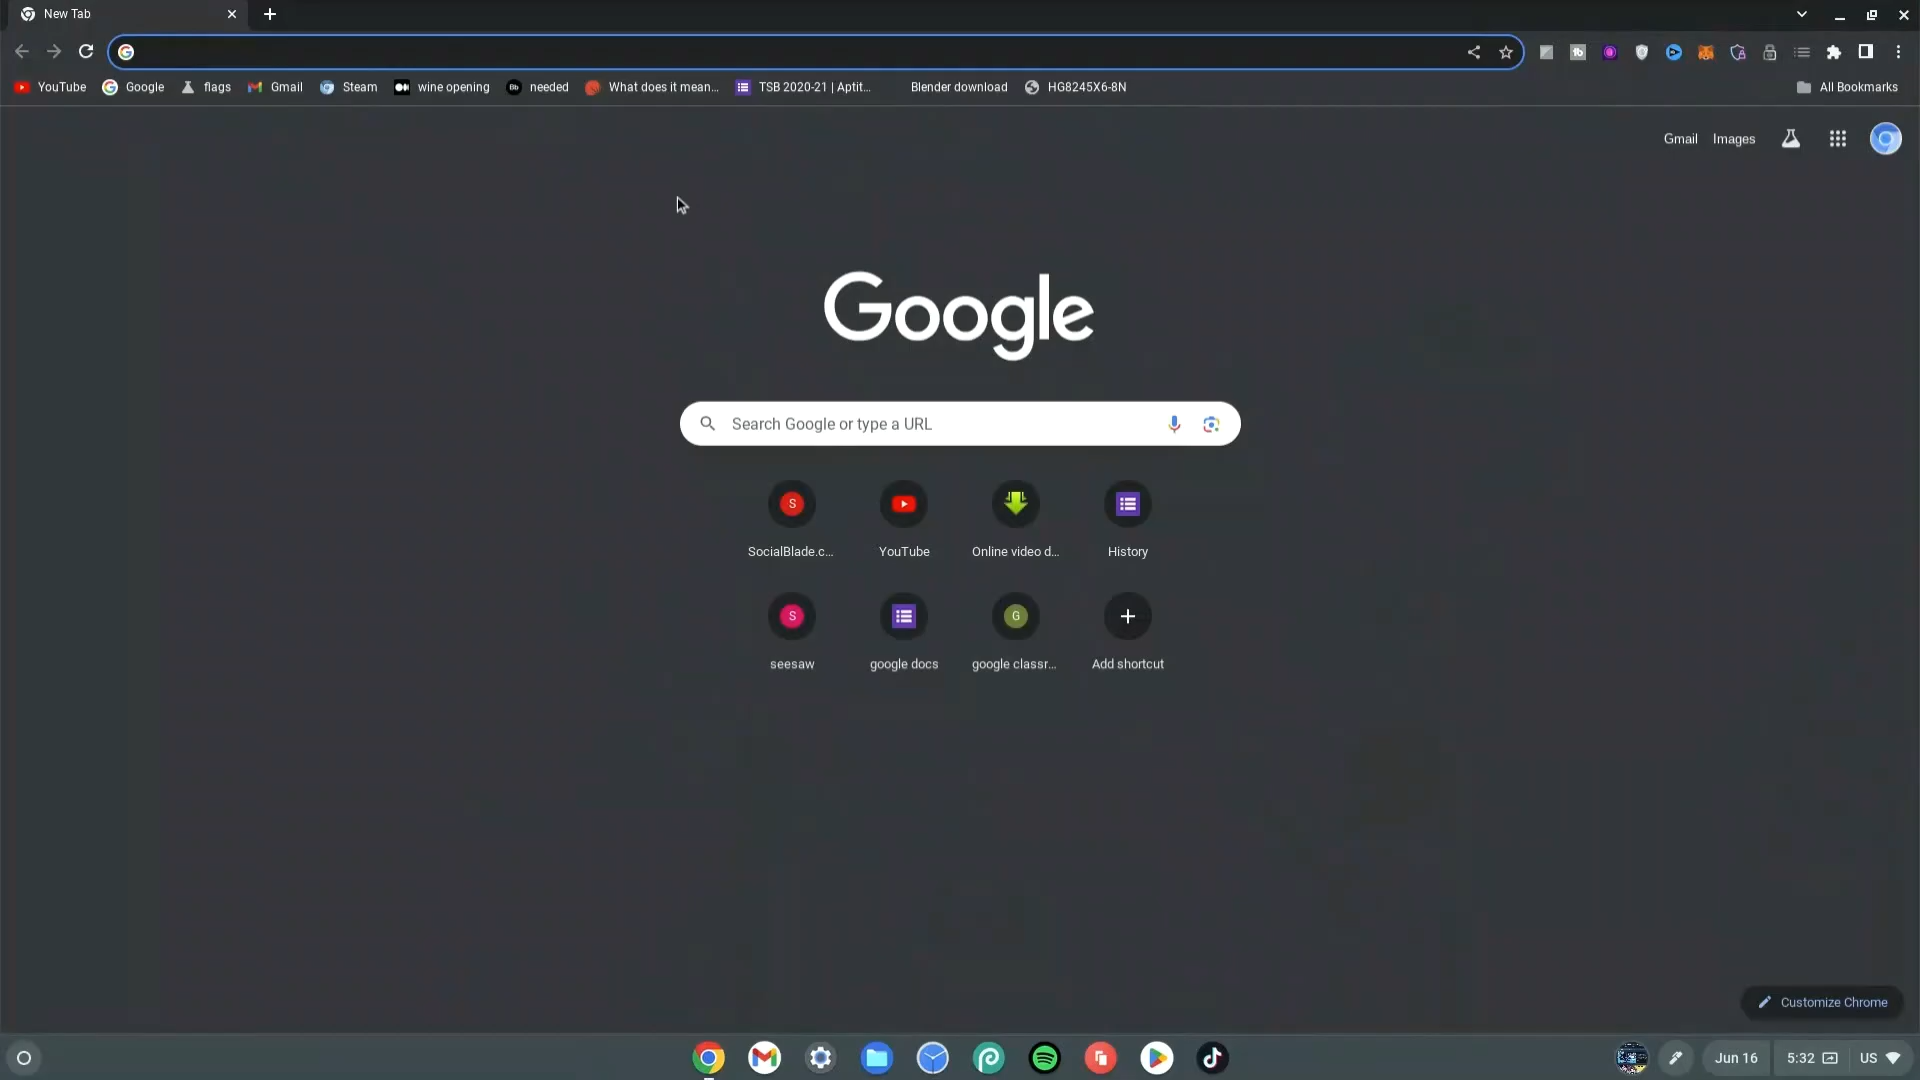 New Tab
YouTube Google flags Gmail Steam wine opening needed What does it mean... TSB 2020-21 | Aptit... Blender download HG8245X6-8N All Bookmarks
Gmail Images
Google
Search Google or type a URL
S
SocialBlade.c... YouTube Online video d... History
S G
seesaw google docs google classr... Add shortcut
Customize Chrome
Jun 16 5:32 US